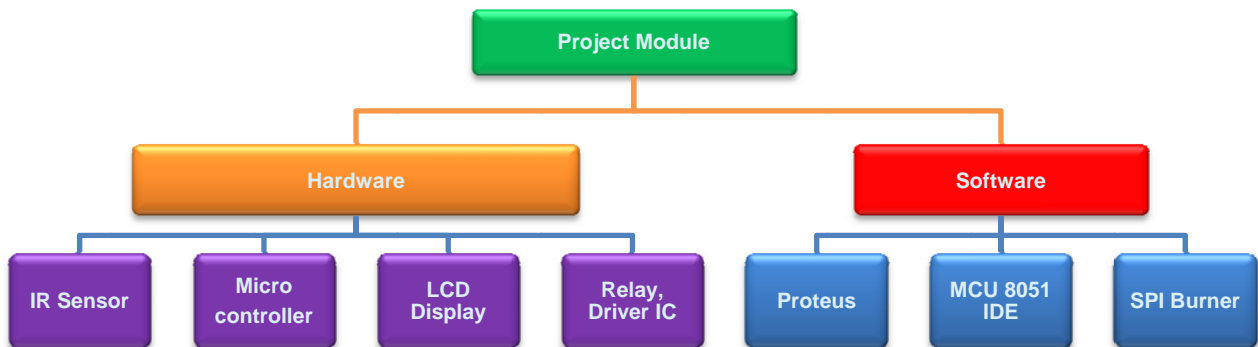 Project Module
Hardware
Software
IR Sensor
Micro
controller
LCD
Display
Relay,
Driver IC
Proteus
MCU 8051
IDE
SPI Burner